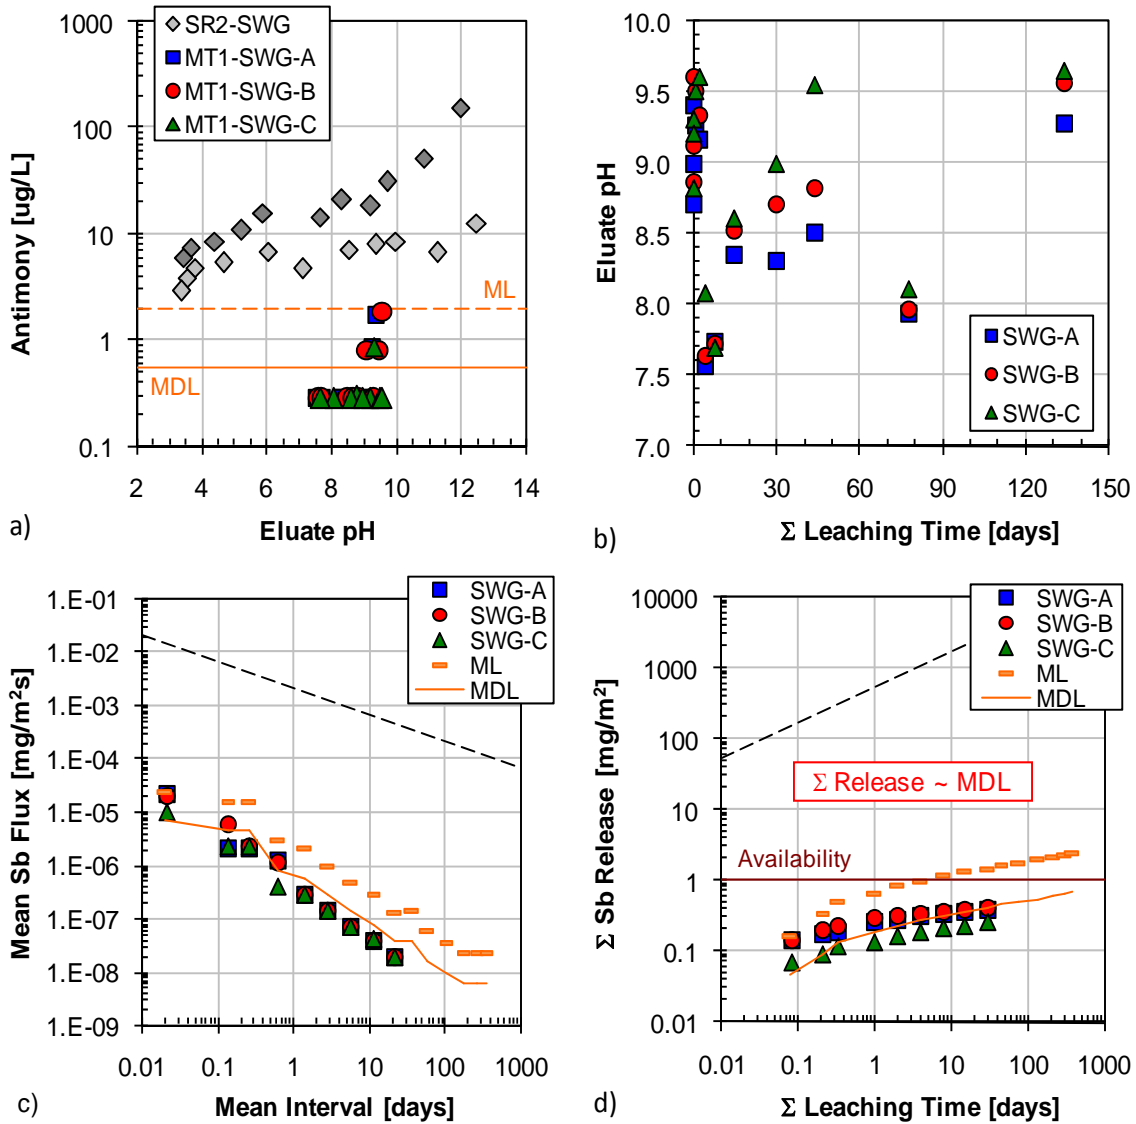 1000
100
10
1
0.1
Antimony [ug/L]
SR2-SWG
MT1-SWG-A
MT1-SWG-B
MT1-SWG-C
ML
MDL
2 4 6 8 10 12 14
Eluate pH
a)
10.0
9.5
9.0
8.5
8.0
7.5
7.0
Eluate pH
SWG-A
SWG-B
SWG-C
0 30 60 90 120 150
Σ Leaching Time [days]
b)
1.E-01
1.E-02
1.E-03
1.E-04
1.E-05
1.E-06
1.E-07
1.E-08
1.E-09
Mean Sb Flux [mg/m²s]
SWG-A
SWG-B
SWG-C
ML
MDL
0.01 0.1 1 10 100 1000
Mean Interval [days]
c)
10000
1000
100
10
1
0.1
0.01
Σ Sb Release [mg/m²]
SWG-A
SWG-B
SWG-C
ML
MDL
Σ Release ~ MDL
Availability
0.01 0.1 1 10 100 1000
Σ Leaching Time [days]
d)